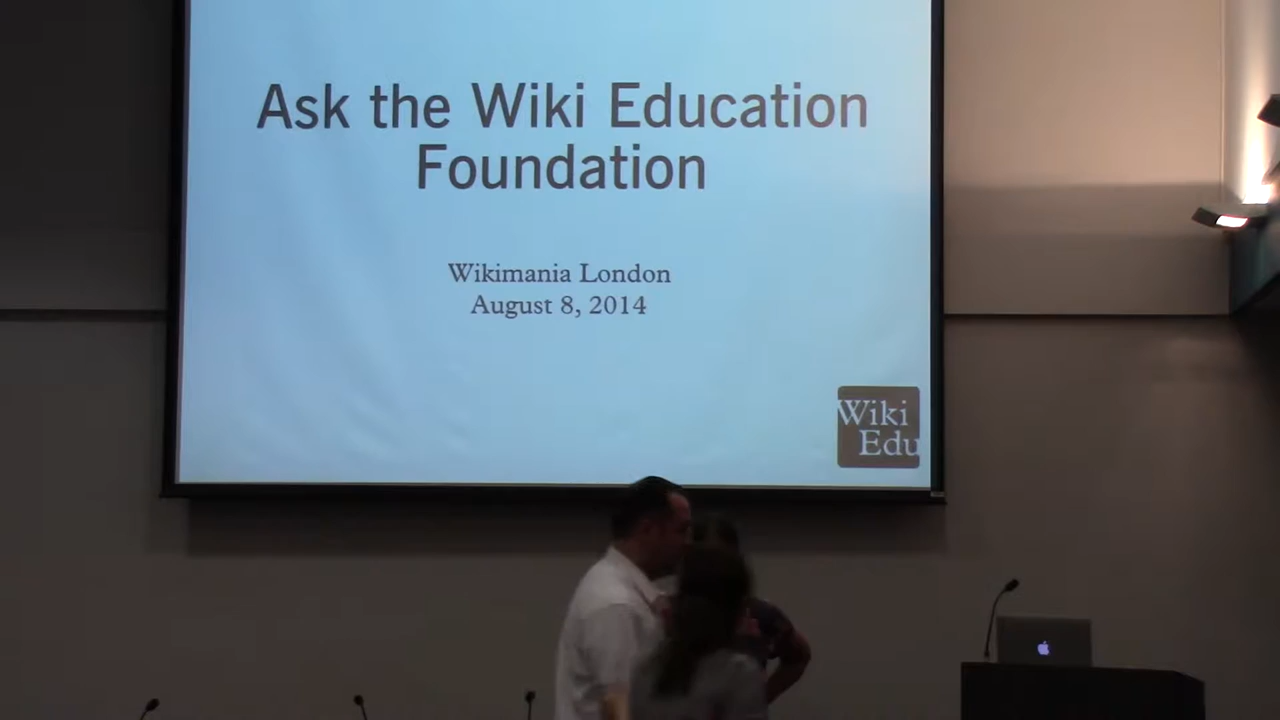 Ask the Wiki Education
Foundation
Wikimania London
August 8, 2014
Wiki
Edu